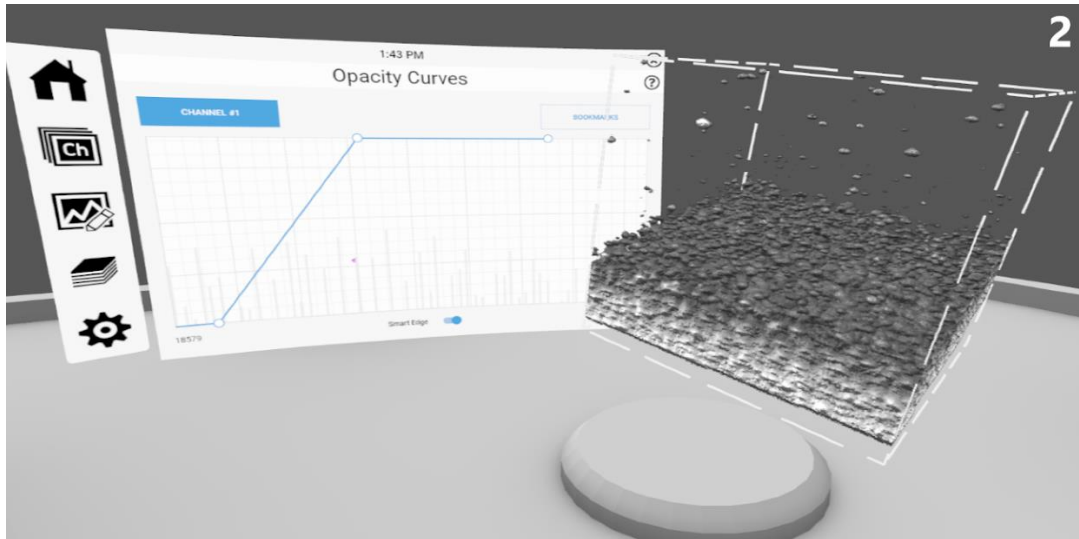 2
1:43 PM
Opacity Curves
?
CHANNEL #1
BOOKMARKS
Ch
18579
Smart Edge